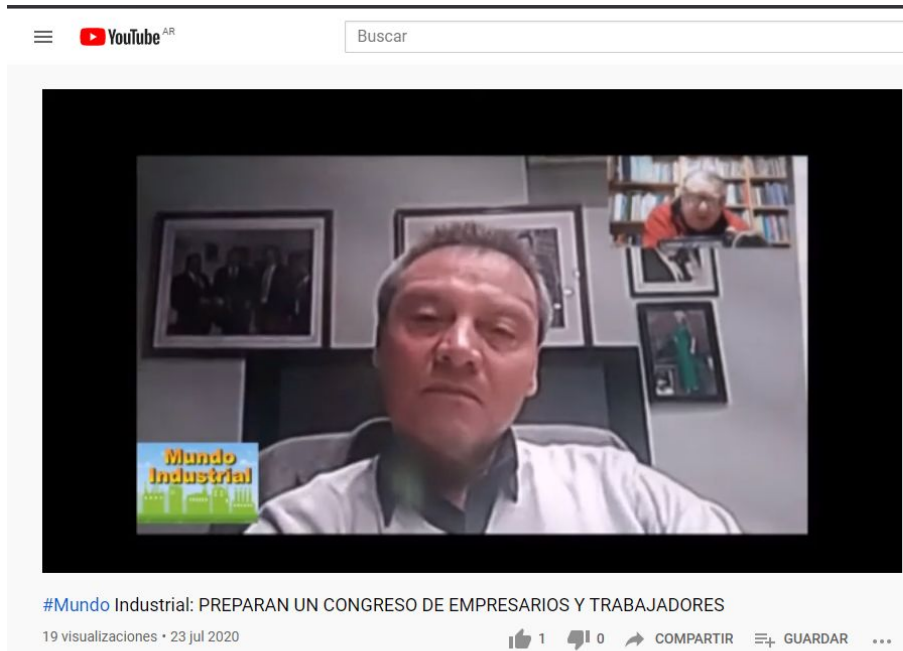 YouTube AR
Buscar
Mundo
Industrial
#Mundo Industrial: PREPARAN UN CONGRESO DE EMPRESARIOS Y TRABAJADORES
19 visualizaciones • 23 jul 2020
1
0
COMPARTIR
GUARDAR